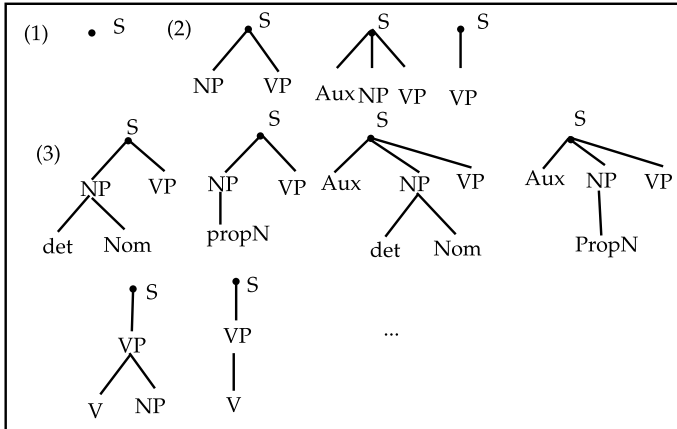 (1) S (2) S S S
NP VP Aux NP VP VP
(3) S S S S
NP VP NP VP Aux NP VP Aux NP VP
det Nom propN det Nom PropN
S S
VP VP ...
V NP V